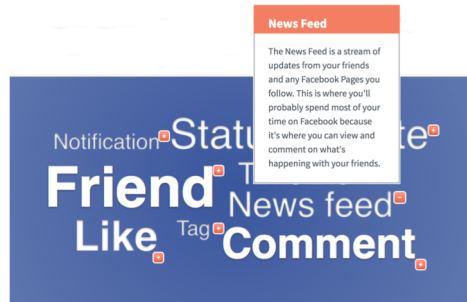 News Feed
The News Feed is a stream of
updates from your friends
and any Facebook Pages you
follow. This is where you'll
probably spend most of your
time on Facebook because
it's where you can view and
comment on what's
happening with your friends.
Notification
Friend
News feed
Like
Tag
Comment